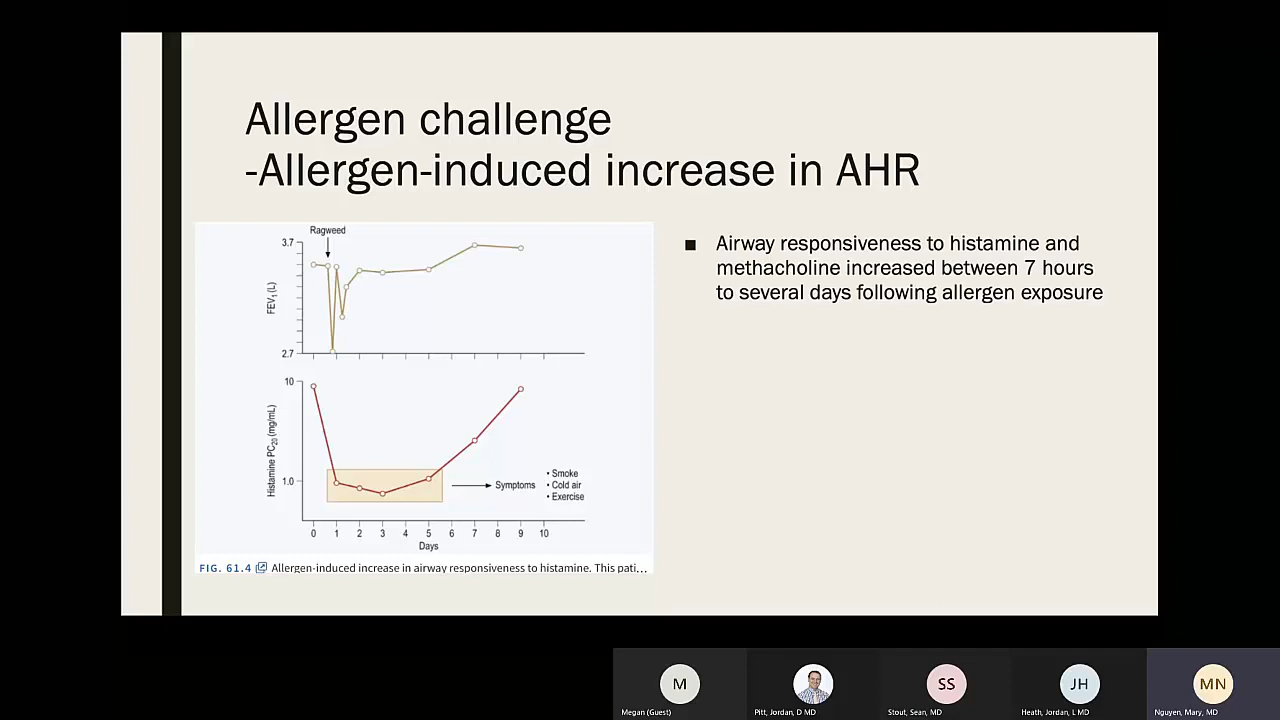 Allergen challenge
-Allergen-induced increase in AHR
Ragweed
3.7
FEV1 (L)
2.7
10
Histamine PC20 (mg/mL)
1.0
Symptoms
• Smoke
• Cold air
• Exercise
0 1 2 3 4 5 6 7 8 9 10
Days
FIG. 61.4 Allergen-induced increase in airway responsiveness to histamine. This pati...
■ Airway responsiveness to histamine and
methacholine increased between 7 hours
to several days following allergen exposure
M
SS
JH
MN
Megan (Guest)
Pitt, Jordan, D MD
Stout, Sean, MD
Heath, Jordan, L MD
Nguyen, Mary, MD